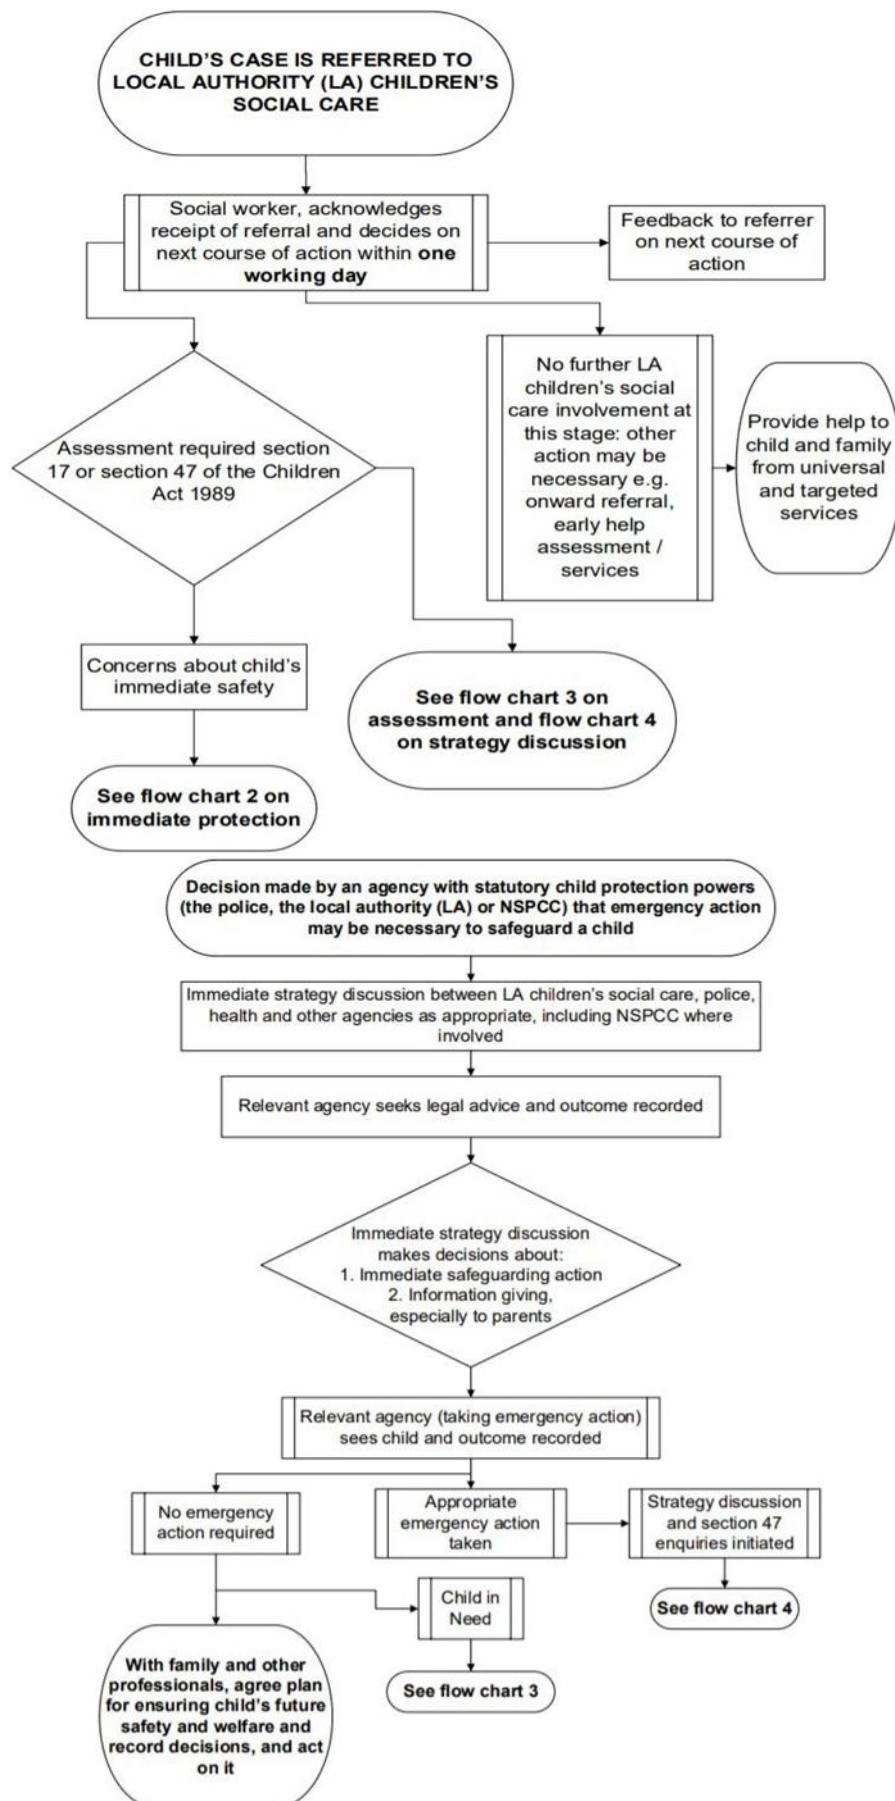 CHILD'S CASE IS REFERRED TO
LOCAL AUTHORITY (LA) CHILDREN'S
SOCIAL CARE
Social worker, acknowledges
receipt of referral and decides on
next course of action within one
working day
Feedback to referrer
on next course of
action
No further LA
children's social
care involvement at
this stage: other
action may be
necessary e.g.
onward referral,
early help
assessment /
services
Provide help to
child and family
from universal
and targeted
services
Assessment required section
17 or section 47 of the Children
Act 1989
Concerns about child's
immediate safety
See flow chart 3 on
assessment and flow chart 4
on strategy discussion
See flow chart 2 on
immediate protection
Decision made by an agency with statutory child protection powers
(the police, the local authority (LA) or NSPCC) that emergency action
may be necessary to safeguard a child
Immediate strategy discussion between LA children's social care, police,
health and other agencies as appropriate, including NSPCC where
involved
Relevant agency seeks legal advice and outcome recorded
Immediate strategy discussion
makes decisions about:
1. Immediate safeguarding action
2. Information giving,
especially to parents
Relevant agency (taking emergency action)
sees child and outcome recorded
No emergency
action required
Appropriate
emergency action
taken
Strategy discussion
and section 47
enquiries initiated
Child in
Need
See flow chart 4
With family and other
professionals, agree plan
for ensuring child's future
safety and welfare and
record decisions, and act
on it
See flow chart 3